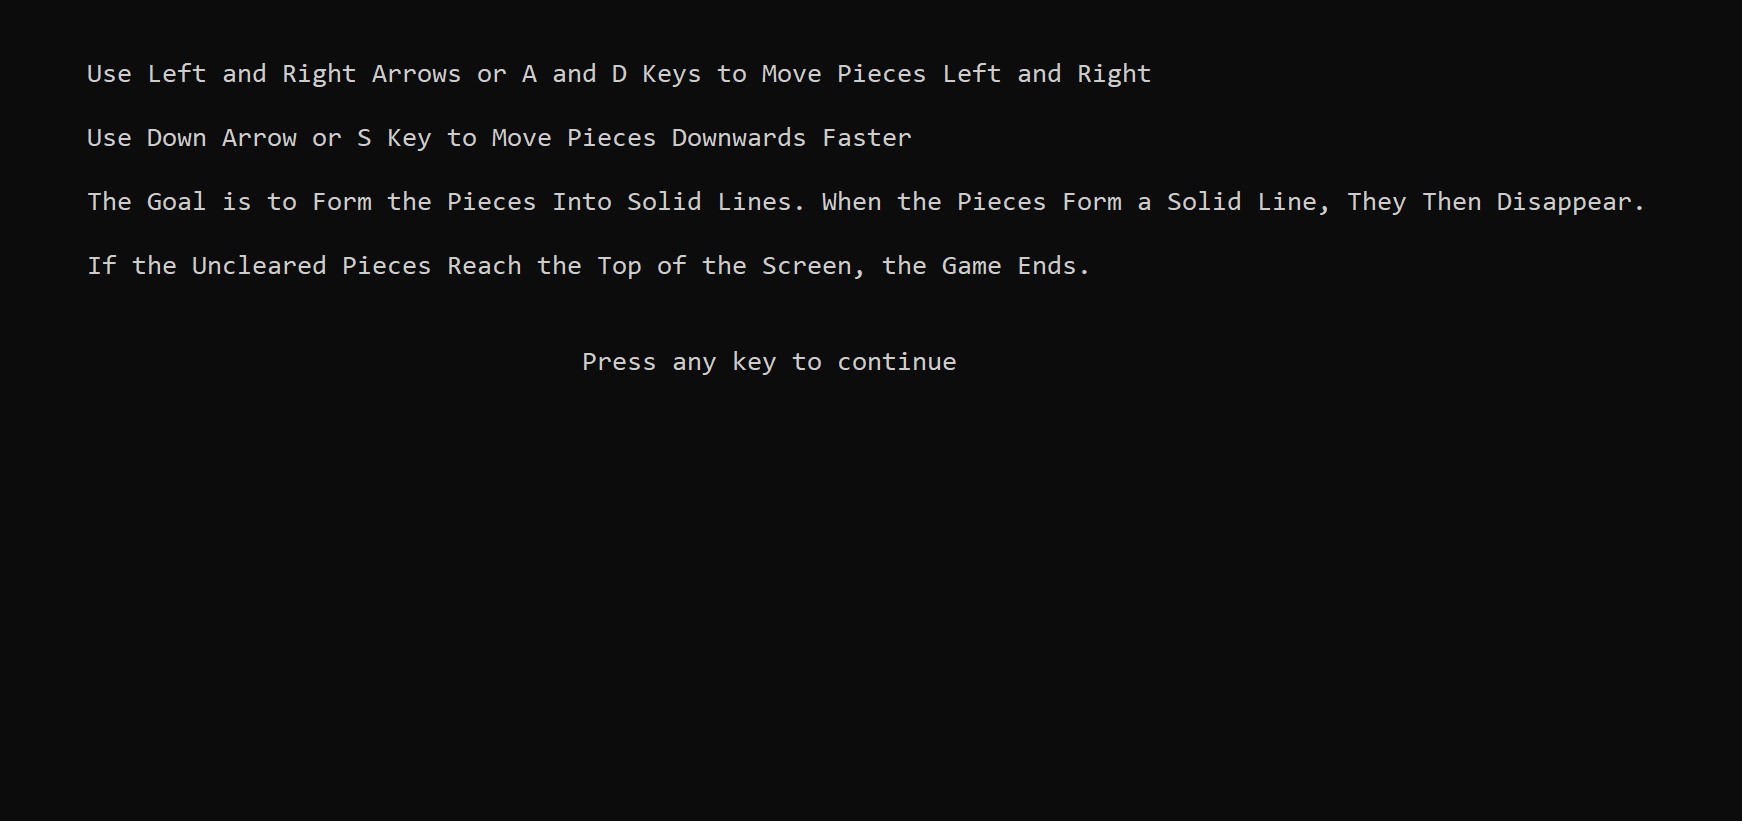 Use Left and Right Arrows or A and D Keys to Move Pieces Left and Right
Use Down Arrow or S Key to Move Pieces Downwards Faster
The Goal is to Form the Pieces Into Solid Lines. When the Pieces Form a Solid Line, They Then Disappear.
If the Uncleared Pieces Reach the Top of the Screen, the Game Ends.
Press any key to continue